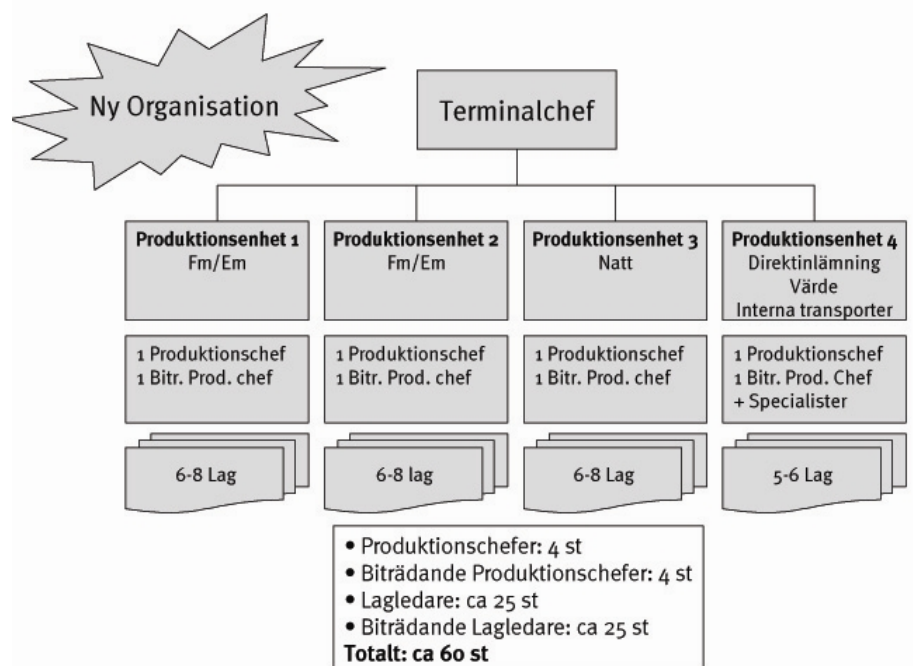 Ny Organisation
Terminalchef
Produktionsenhet 1
Fm/Em
Produktionsenhet 2
Fm/Em
Produktionsenhet 3
Natt
Produktionsenhet 4
Direktinlämning
Värde
Interna transporter
1 Produktionschef
1 Bitr. Prod. chef
1 Produktionschef
1 Bitr. Prod. chef
1 Produktionschef
1 Bitr. Prod. chef
1 Produktionschef
1 Bitr. Prod. Chef
+ Specialister
6-8 Lag
6-8 lag
6-8 Lag
5-6 Lag
• Produktionschefer: 4 st
• Biträdande Produktionschefer: 4 st
• Lagledare: ca 25 st
• Biträdande Lagledare: ca 25 st
Totalt: ca 60 st